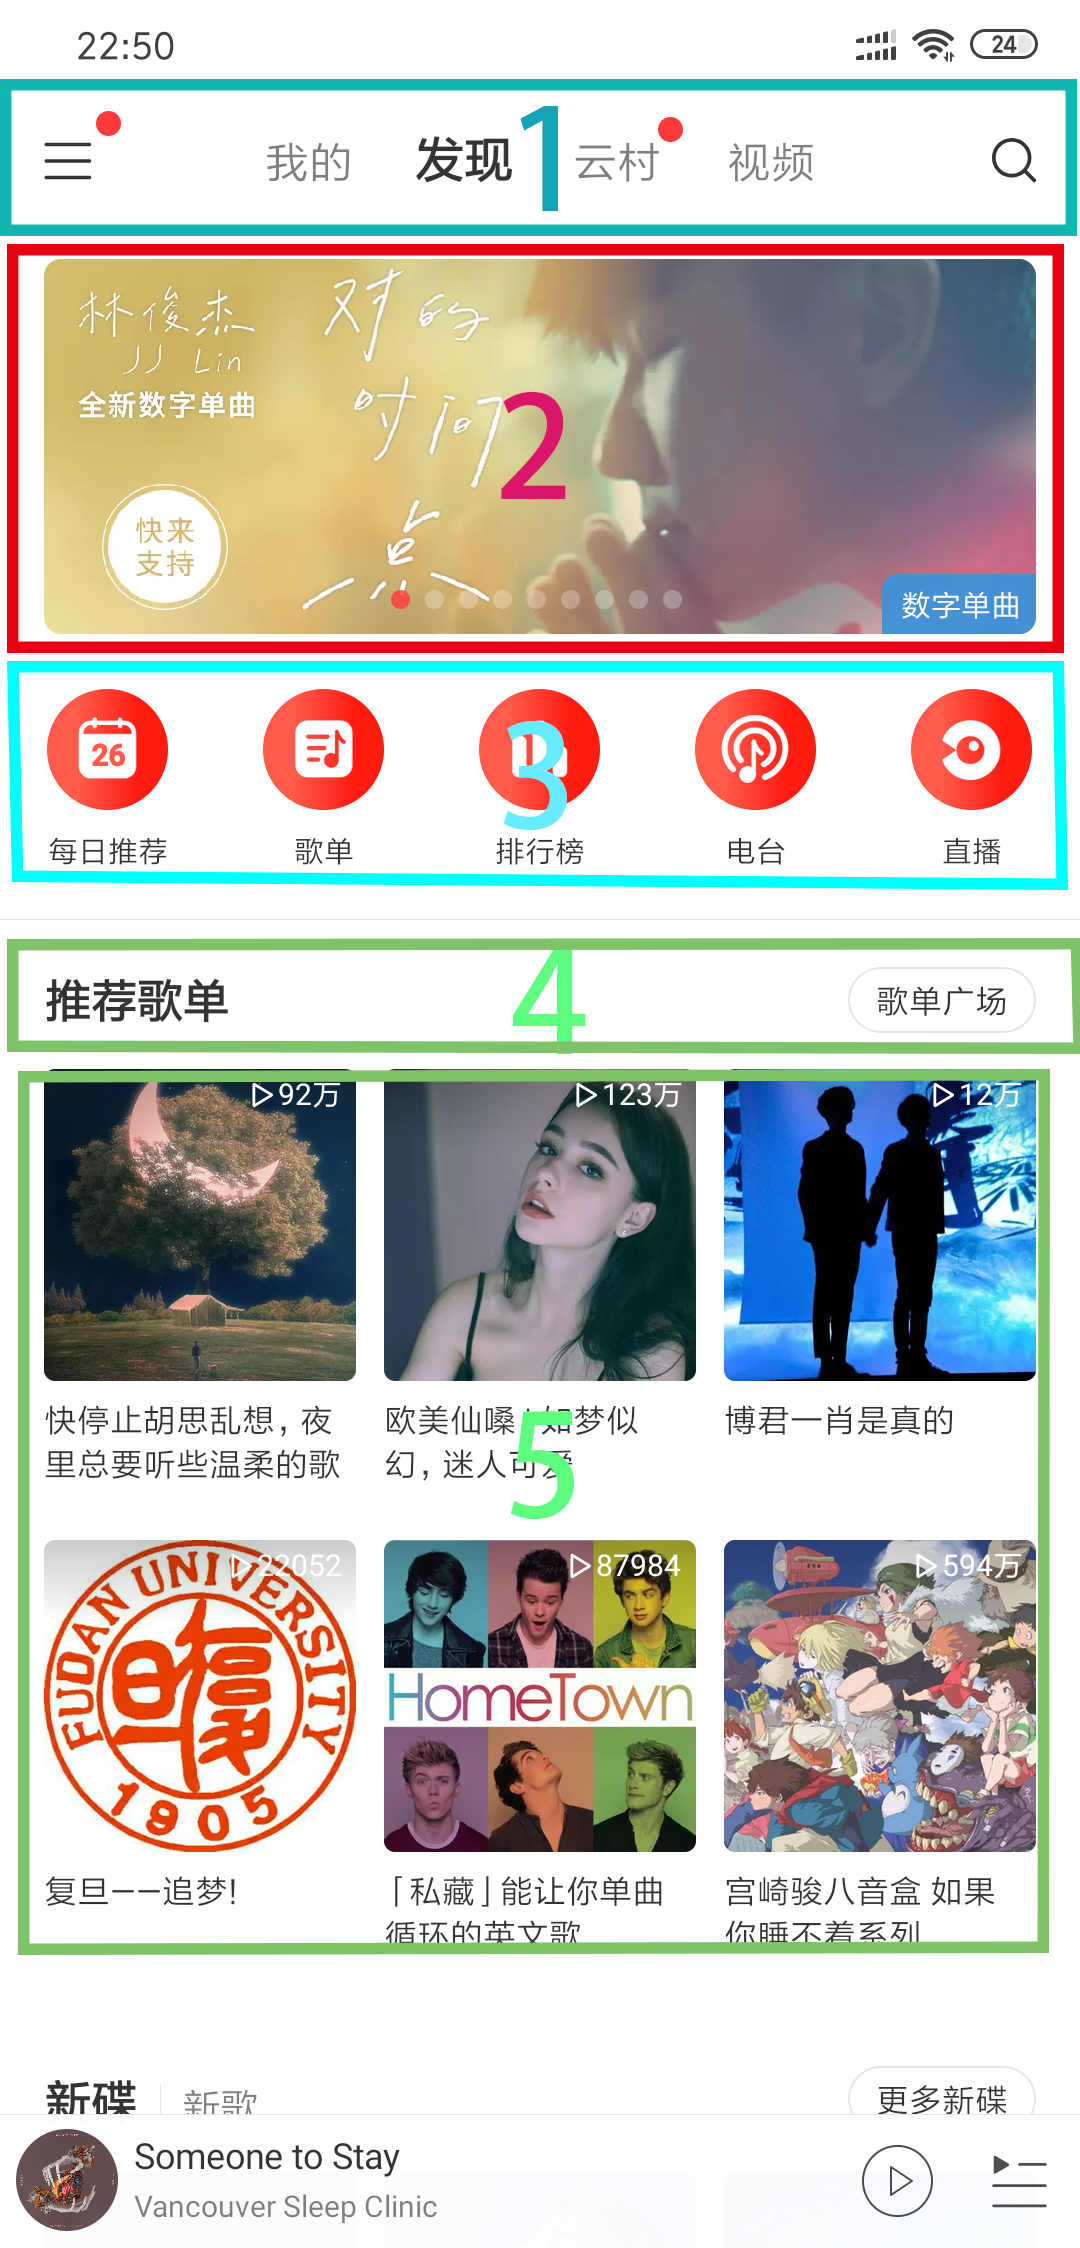 22:50
24
我的 发现 1 云村 视频
林俊杰
JJ Lin
全新数字单曲
对的
时间
点
2
快来
支持
数字单曲
26
3
每日推荐 歌单 排行榜 电台 直播
推荐歌单 4 歌单广场
92万 123万 12万
快停止胡思乱想，夜
里总要听些温柔的歌
欧美仙嗓 如梦似
幻，迷人可爱
博君一肖是真的
5
22052 87984 594万
FUDAN UNIVERSITY
1905
HomeTown
复旦——追梦！
「私藏」能让你单曲
循环的英文歌
宫崎骏八音盒 如果
你睡不着系列
新碟 新歌 更多新碟
Someone to Stay
Vancouver Sleep Clinic